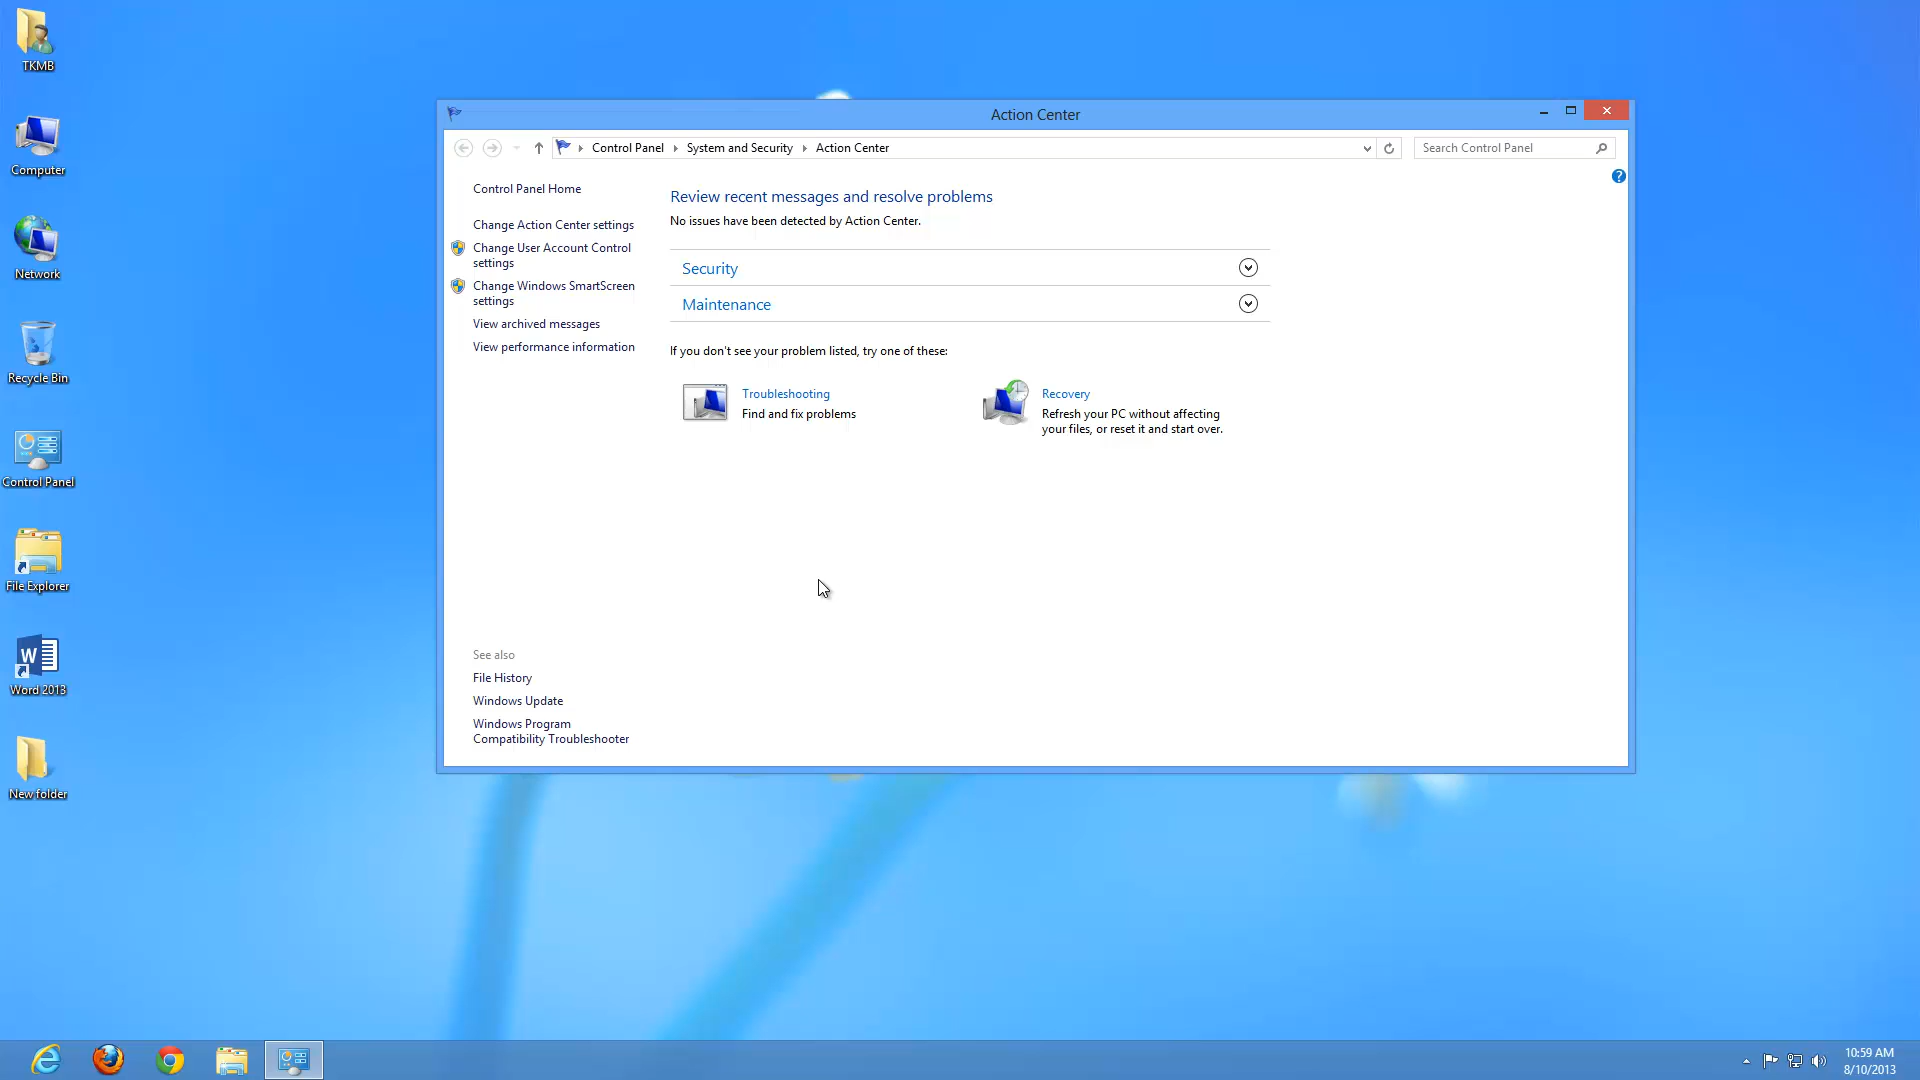 TKMB
Computer
Network
Recycle Bin
Control Panel
File Explorer
Word 2013
New folder
Action Center
Control Panel System and Security Action Center
Search Control Panel
Control Panel Home
Change Action Center settings
Change User Account Control
settings
Change Windows SmartScreen
settings
View archived messages
View performance information
Review recent messages and resolve problems
No issues have been detected by Action Center.
Security
Maintenance
If you don't see your problem listed, try one of these:
Troubleshooting
Find and fix problems
Recovery
Refresh your PC without affecting
your files, or reset it and start over.
See also
File History
Windows Update
Windows Program
Compatibility Troubleshooter
10:59 AM
8/10/2013